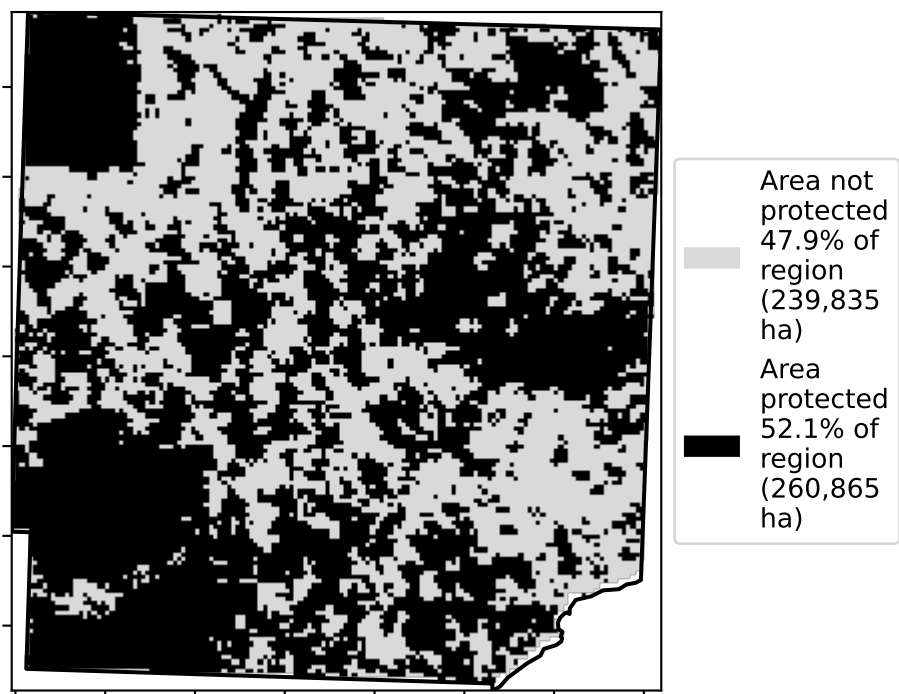 Area not
protected
47.9% of
region
(239,835
ha)
Area
protected
52.1% of
region
(260,865
ha)